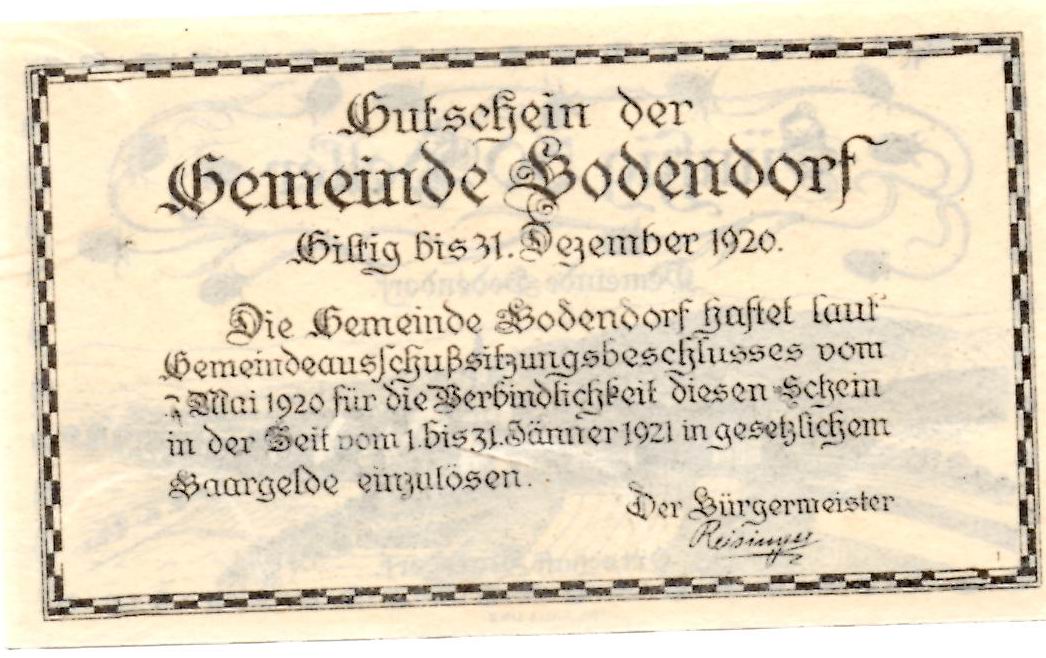 Gutschein der
Gemeinde Bodendorf
Giltig bis 31. Dezember 1920.
Die Gemeinde Bodendorf haftet laut
Gemeindeausschußsitzungsbeschlusses vom
Mai 1920 für die Verbindlichkeit diesen Schein
in der Zeit vom 1. bis 31. Jänner 1921 in gesetzlichem
Baargelde einzulösen.
Der Bürgermeister
Reisinger